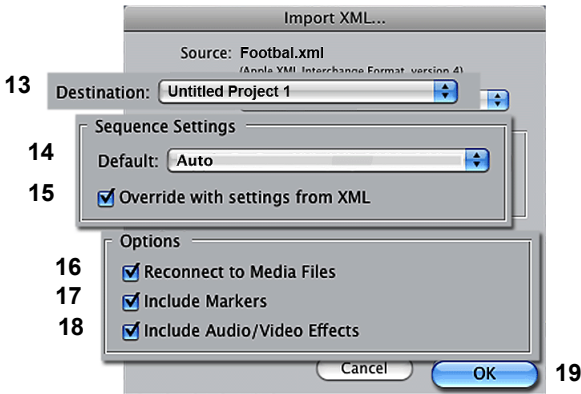 Import XML...
Source: Footbal.xml
(Apple XML Interchange Format, version 4)
13 Destination: Untitled Project 1
Sequence Settings
14 Default: Auto
15 Override with settings from XML
Options
16 Reconnect to Media Files
17 Include Markers
18 Include Audio/Video Effects
Cancel OK 19